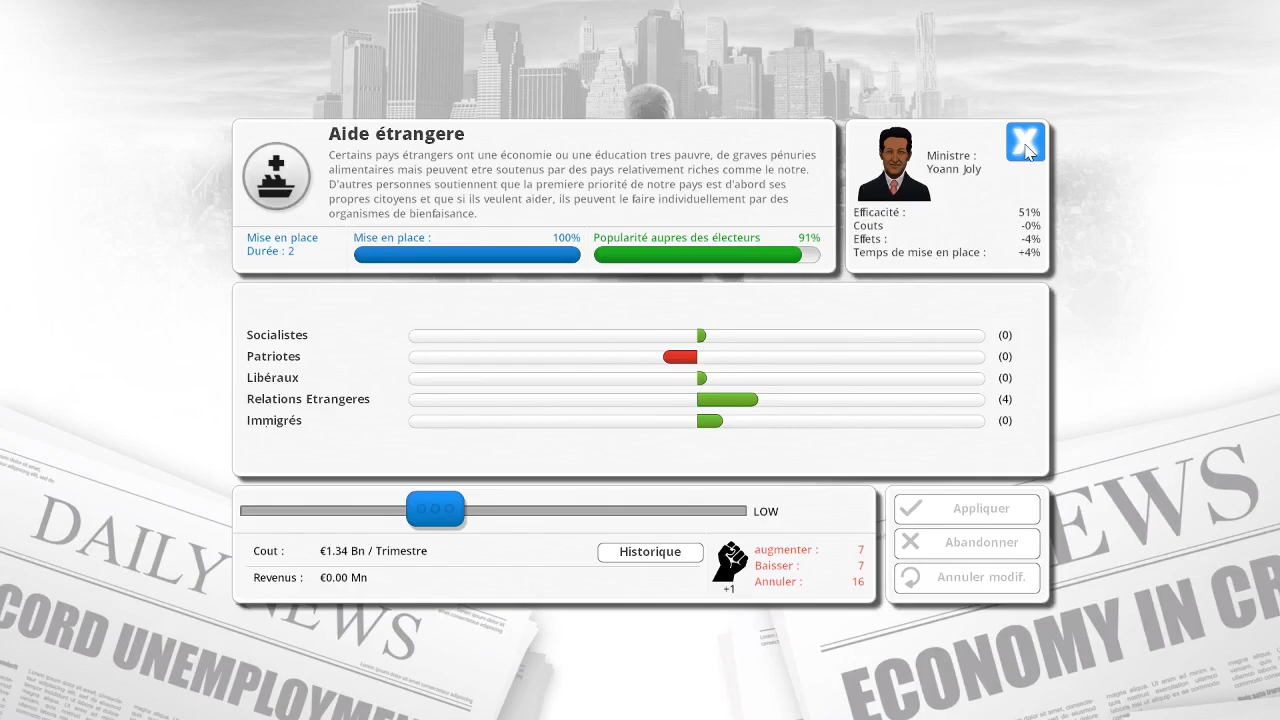 Aide étrangere
Certains pays étrangers ont une économie ou une éducation tres pauvre, de graves pénuries
alimentaires mais peuvent etre soutenus par des pays relativement riches comme le notre.
D'autres personnes soutiennent que la premiere priorité de notre pays est d'abord ses
propres citoyens et que si ils veulent aider, ils peuvent le faire individuellement par des
organismes de bienfaisance.
Mise en place
Durée : 2
Mise en place : 100%
Popularité aupres des électeurs 91%
X
Ministre :
Yoann Joly
Efficacité : 51%
Couts -0%
Effets : -4%
Temps de mise en place : +4%
Socialistes (0)
Patriotes (0)
Libéraux (0)
Relations Etrangeres (4)
Immigrés (0)
LOW
Cout : €1.34 Bn / Trimestre
Revenus : €0.00 Mn
Historique
+1
augmenter : 7
Baisser : 7
Annuler : 16
Appliquer
Abandonner
Annuler modif.
DAILY NEWS
CORD UNEMPLOYME
EWS
ECONOMY IN CR